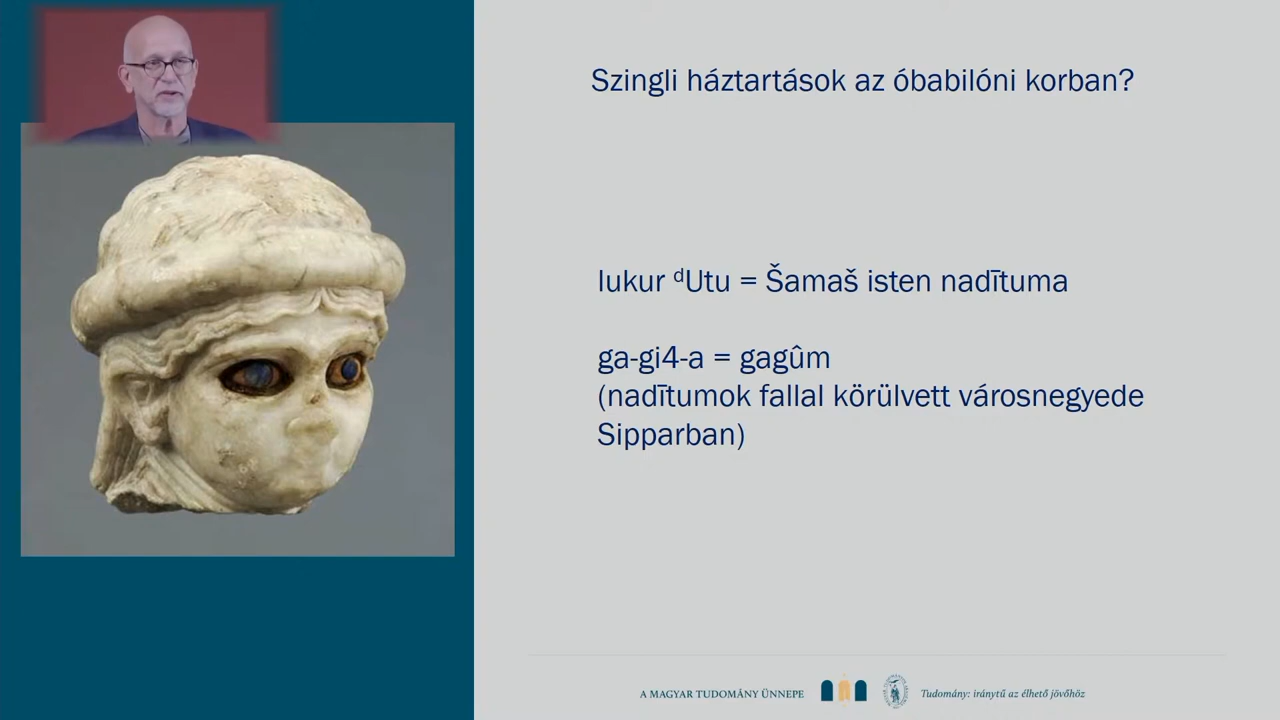 Szingli háztartások az óbabilóni korban?
lukur ᵈUtu = Šamaš isten nadītuma
ga-gi4-a = gagûm
(nadītumok fallal körülvett városnegyede
Sipparban)
A MAGYAR TUDOMÁNY ÜNNEPE
Tudomány: iránytű az élhető jövőhöz